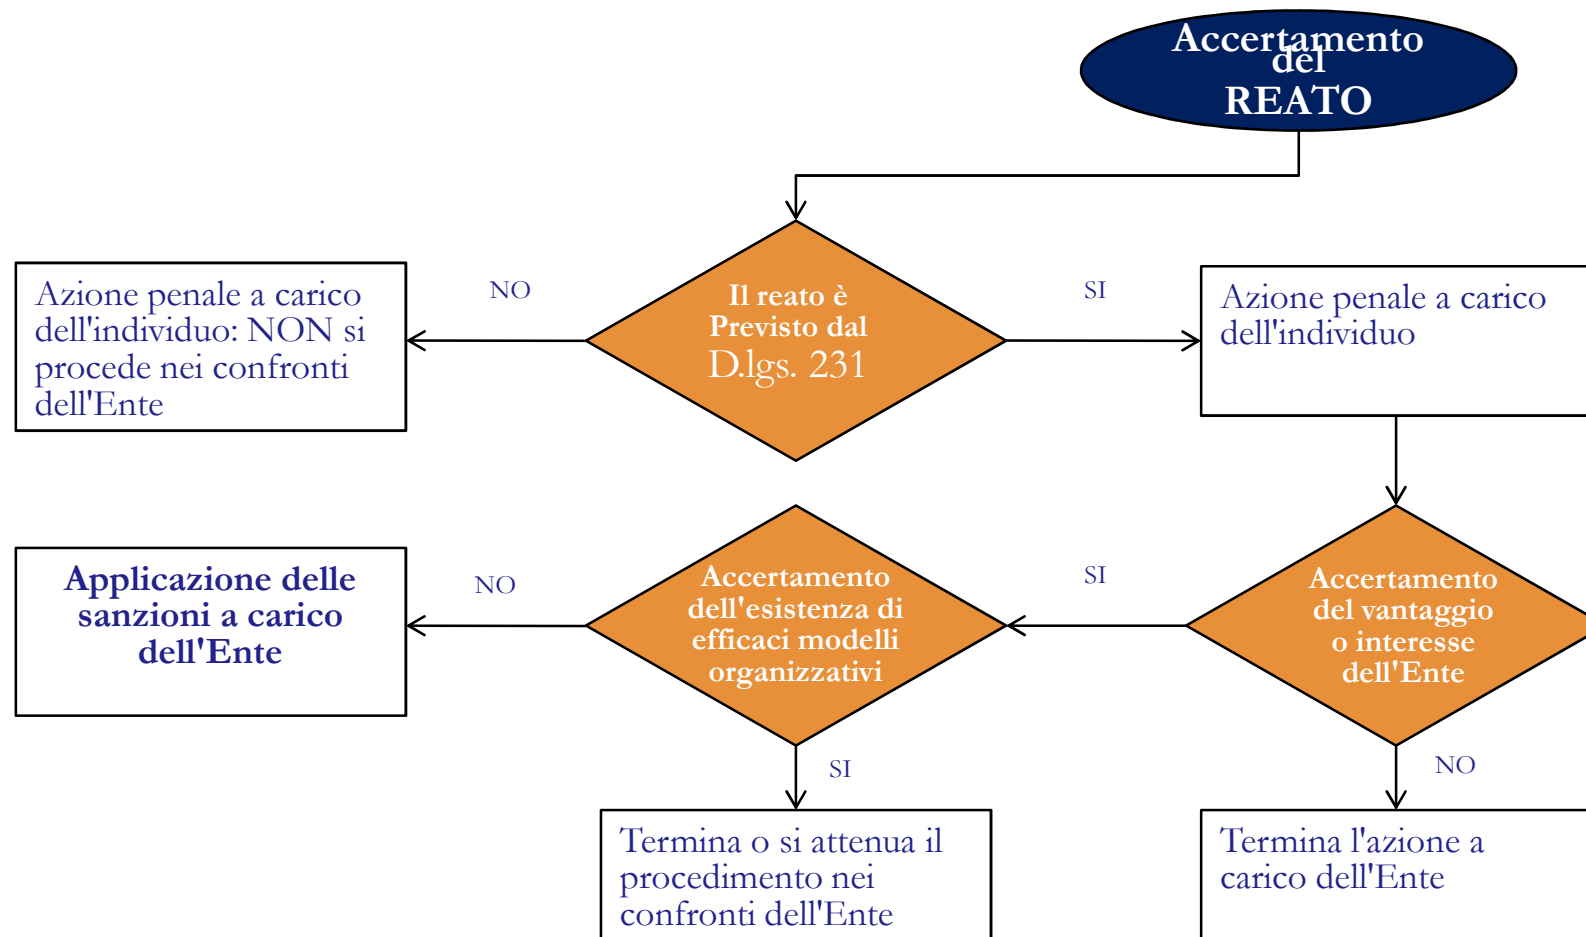 Accertamento
del
REATO
NO
SI
Azione penale a carico
dell'individuo: NON si
procede nei confronti
dell'Ente
Il reato è
Previsto dal
D.lgs. 231
Azione penale a carico
dell'individuo
Applicazione delle
sanzioni a carico
dell'Ente
NO
Accertamento
dell'esistenza di
efficaci modelli
organizzativi
SI
Accertamento
del vantaggio
o interesse
dell'Ente
SI
NO
Termina o si attenua il
procedimento nei
confronti dell'Ente
Termina l'azione a
carico dell'Ente